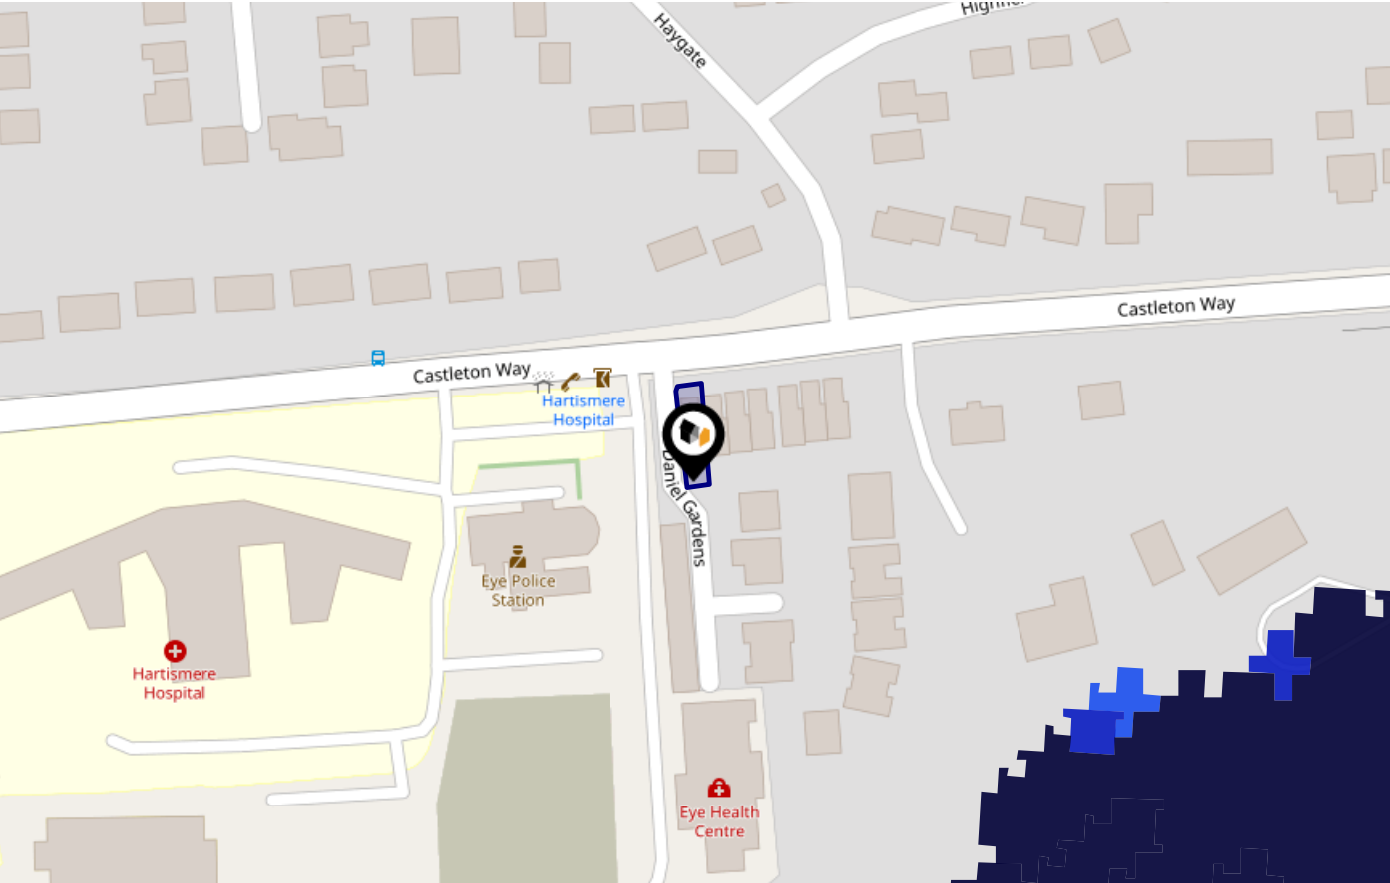 Haygate
Castleton Way
Castleton Way
Hartismere
Hospital
Daniel Gardens
Eye Police
Station
Hartismere
Hospital
Eye Health
Centre